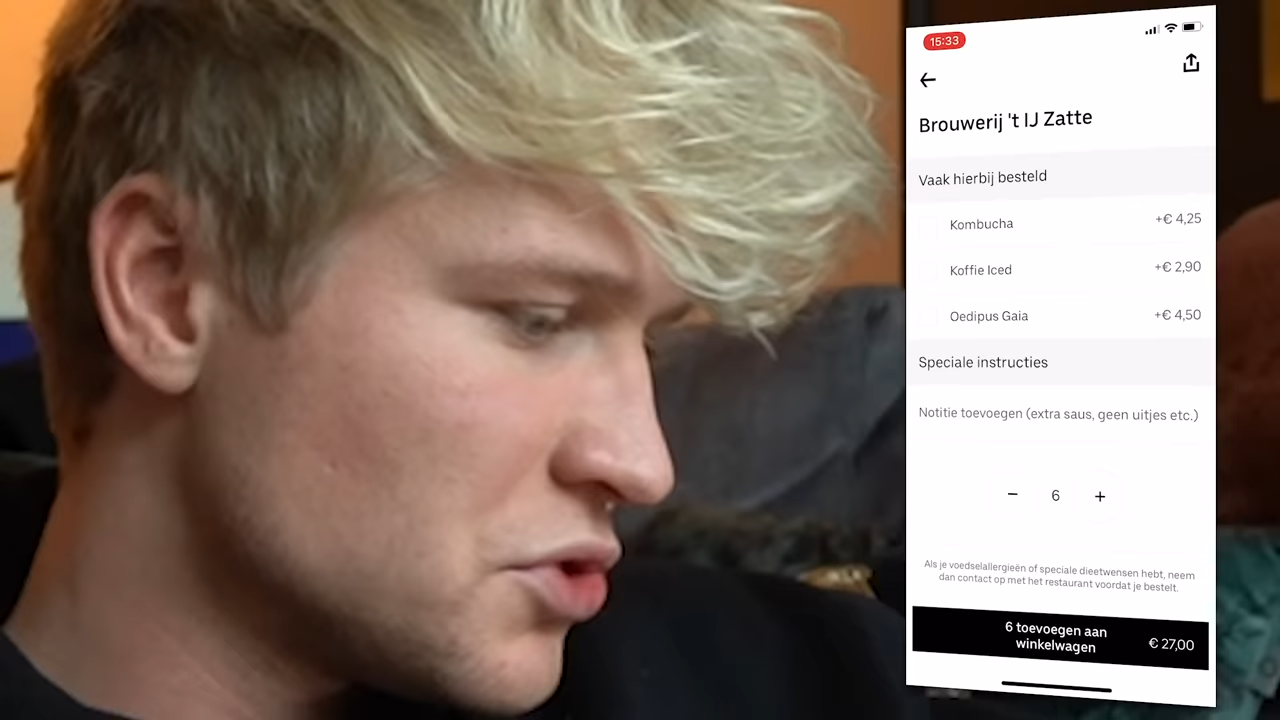 15:33
Brouwerij 't IJ Zatte
Vaak hierbij besteld
Kombucha +€ 4,25
Koffie Iced +€ 2,90
Oedipus Gaia +€ 4,50
Speciale instructies
Notitie toevoegen (extra saus, geen uitjes etc.)
− 6 +
Als je voedselallergieën of speciale dieetwensen hebt, neem
dan contact op met het restaurant voordat je bestelt.
6 toevoegen aan
winkelwagen € 27,00